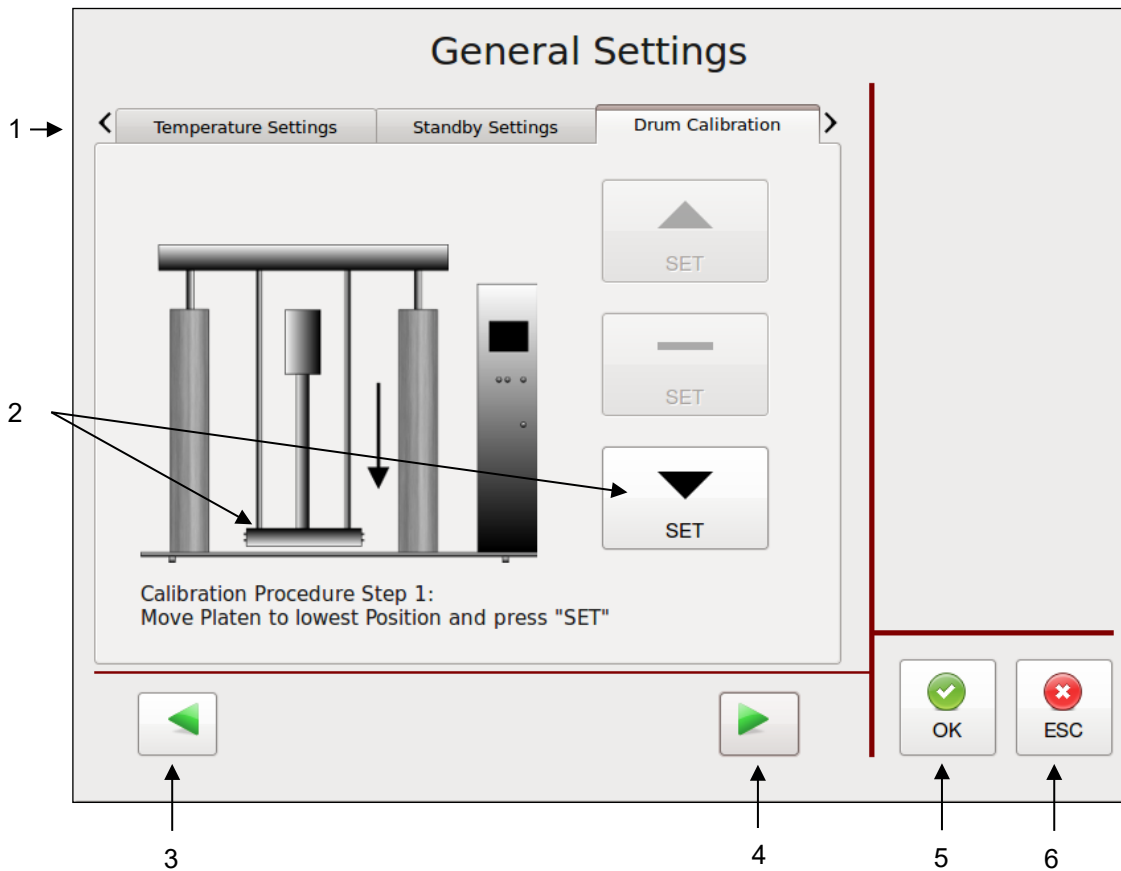 General Settings
1
Temperature Settings
Standby Settings
Drum Calibration
SET
SET
2
SET
Calibration Procedure Step 1:
Move Platen to lowest Position and press "SET"
OK
ESC
3
4
5
6